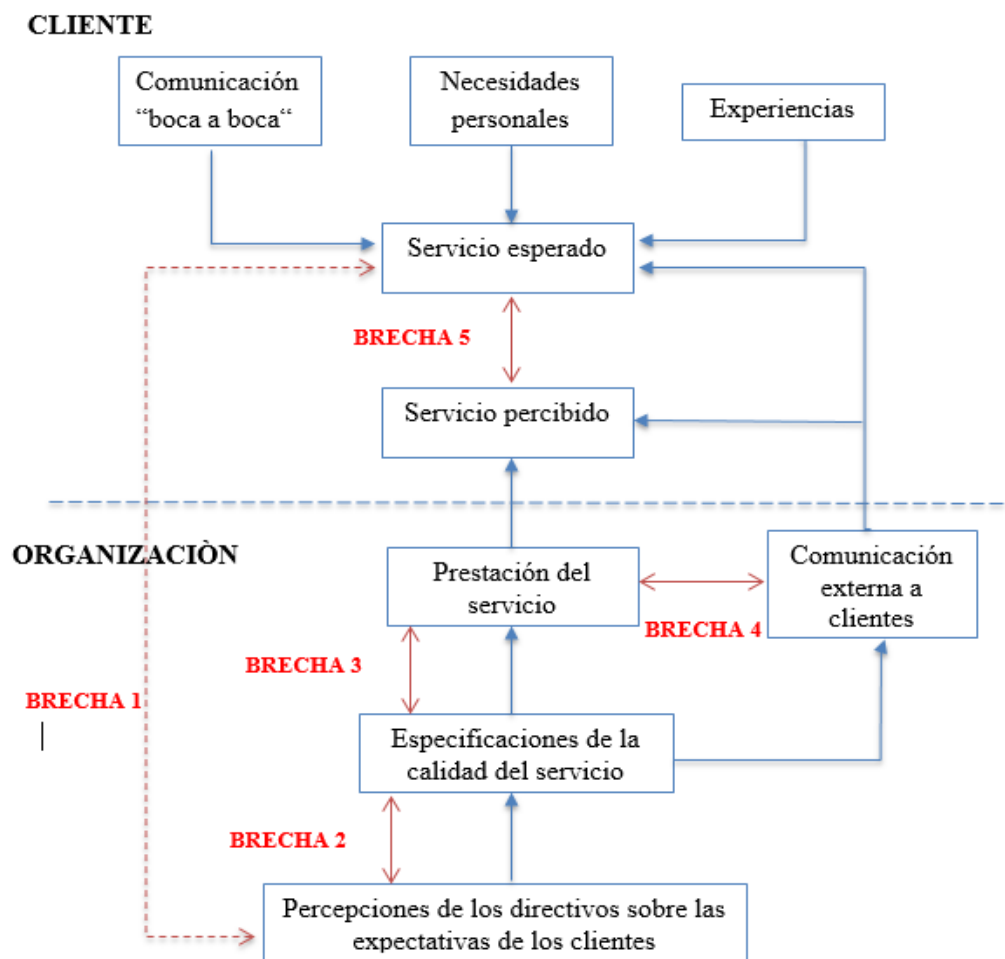 CLIENTE
Comunicación
“boca a boca“
Necesidades
personales
Experiencias
Servicio esperado
BRECHA 5
Servicio percibido
ORGANIZACIÒN
Prestación del
servicio
Comunicación
externa a
clientes
BRECHA 4
BRECHA 3
BRECHA 1
Especificaciones de la
calidad del servicio
BRECHA 2
Percepciones de los directivos sobre las
expectativas de los clientes